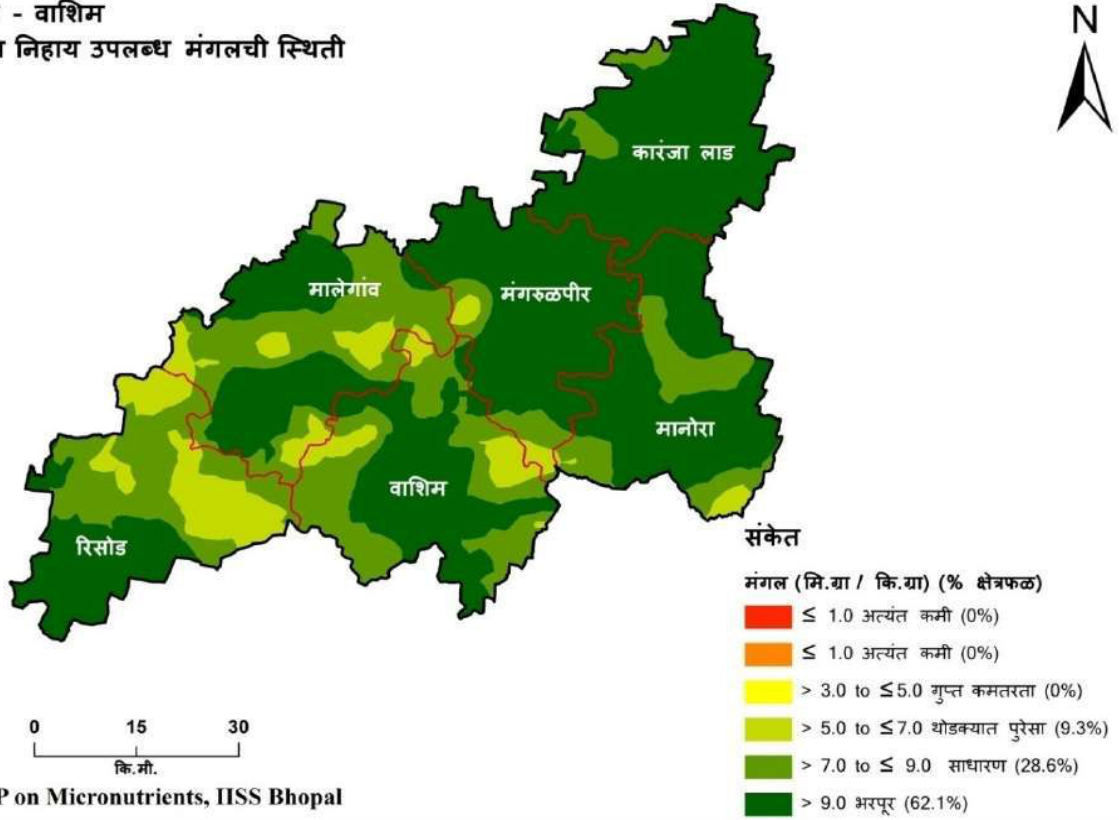 - वाशिम
निहाय उपलब्ध मंगलची स्थिती
N
कारंजा लाड
मालेगांव
मंगरुळपीर
मानोरा
वाशिम
रिसोड
संकेत
मंगल (मि.ग्रा / कि.ग्रा) (% क्षेत्रफळ)
≤ 1.0 अत्यंत कमी (0%)
≤ 1.0 अत्यंत कमी (0%)
> 3.0 to ≤5.0 गुप्त कमतरता (0%)
> 5.0 to ≤7.0 थोडक्यात पुरेसा (9.3%)
> 7.0 to ≤ 9.0 साधारण (28.6%)
> 9.0 भरपूर (62.1%)
0 15 30
कि.मी.
P on Micronutrients, IISS Bhopal